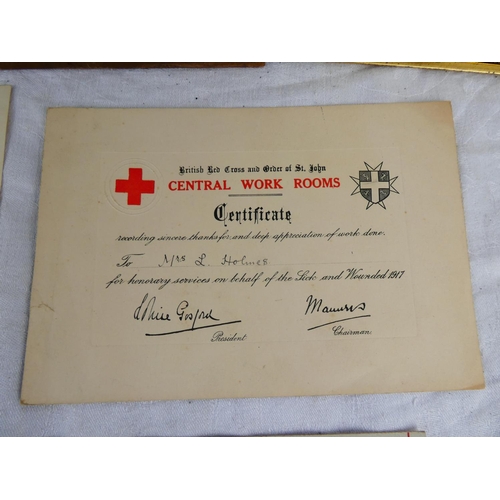 British Red Cross and Order of St. John
CENTRAL WORK ROOMS
Certificate
recording sincere thanks for and deep appreciation of work done.
To Mrs L. Holmes
for honorary services on behalf of the Sick and Wounded 1917
Louise Gosford
President
Chairman.